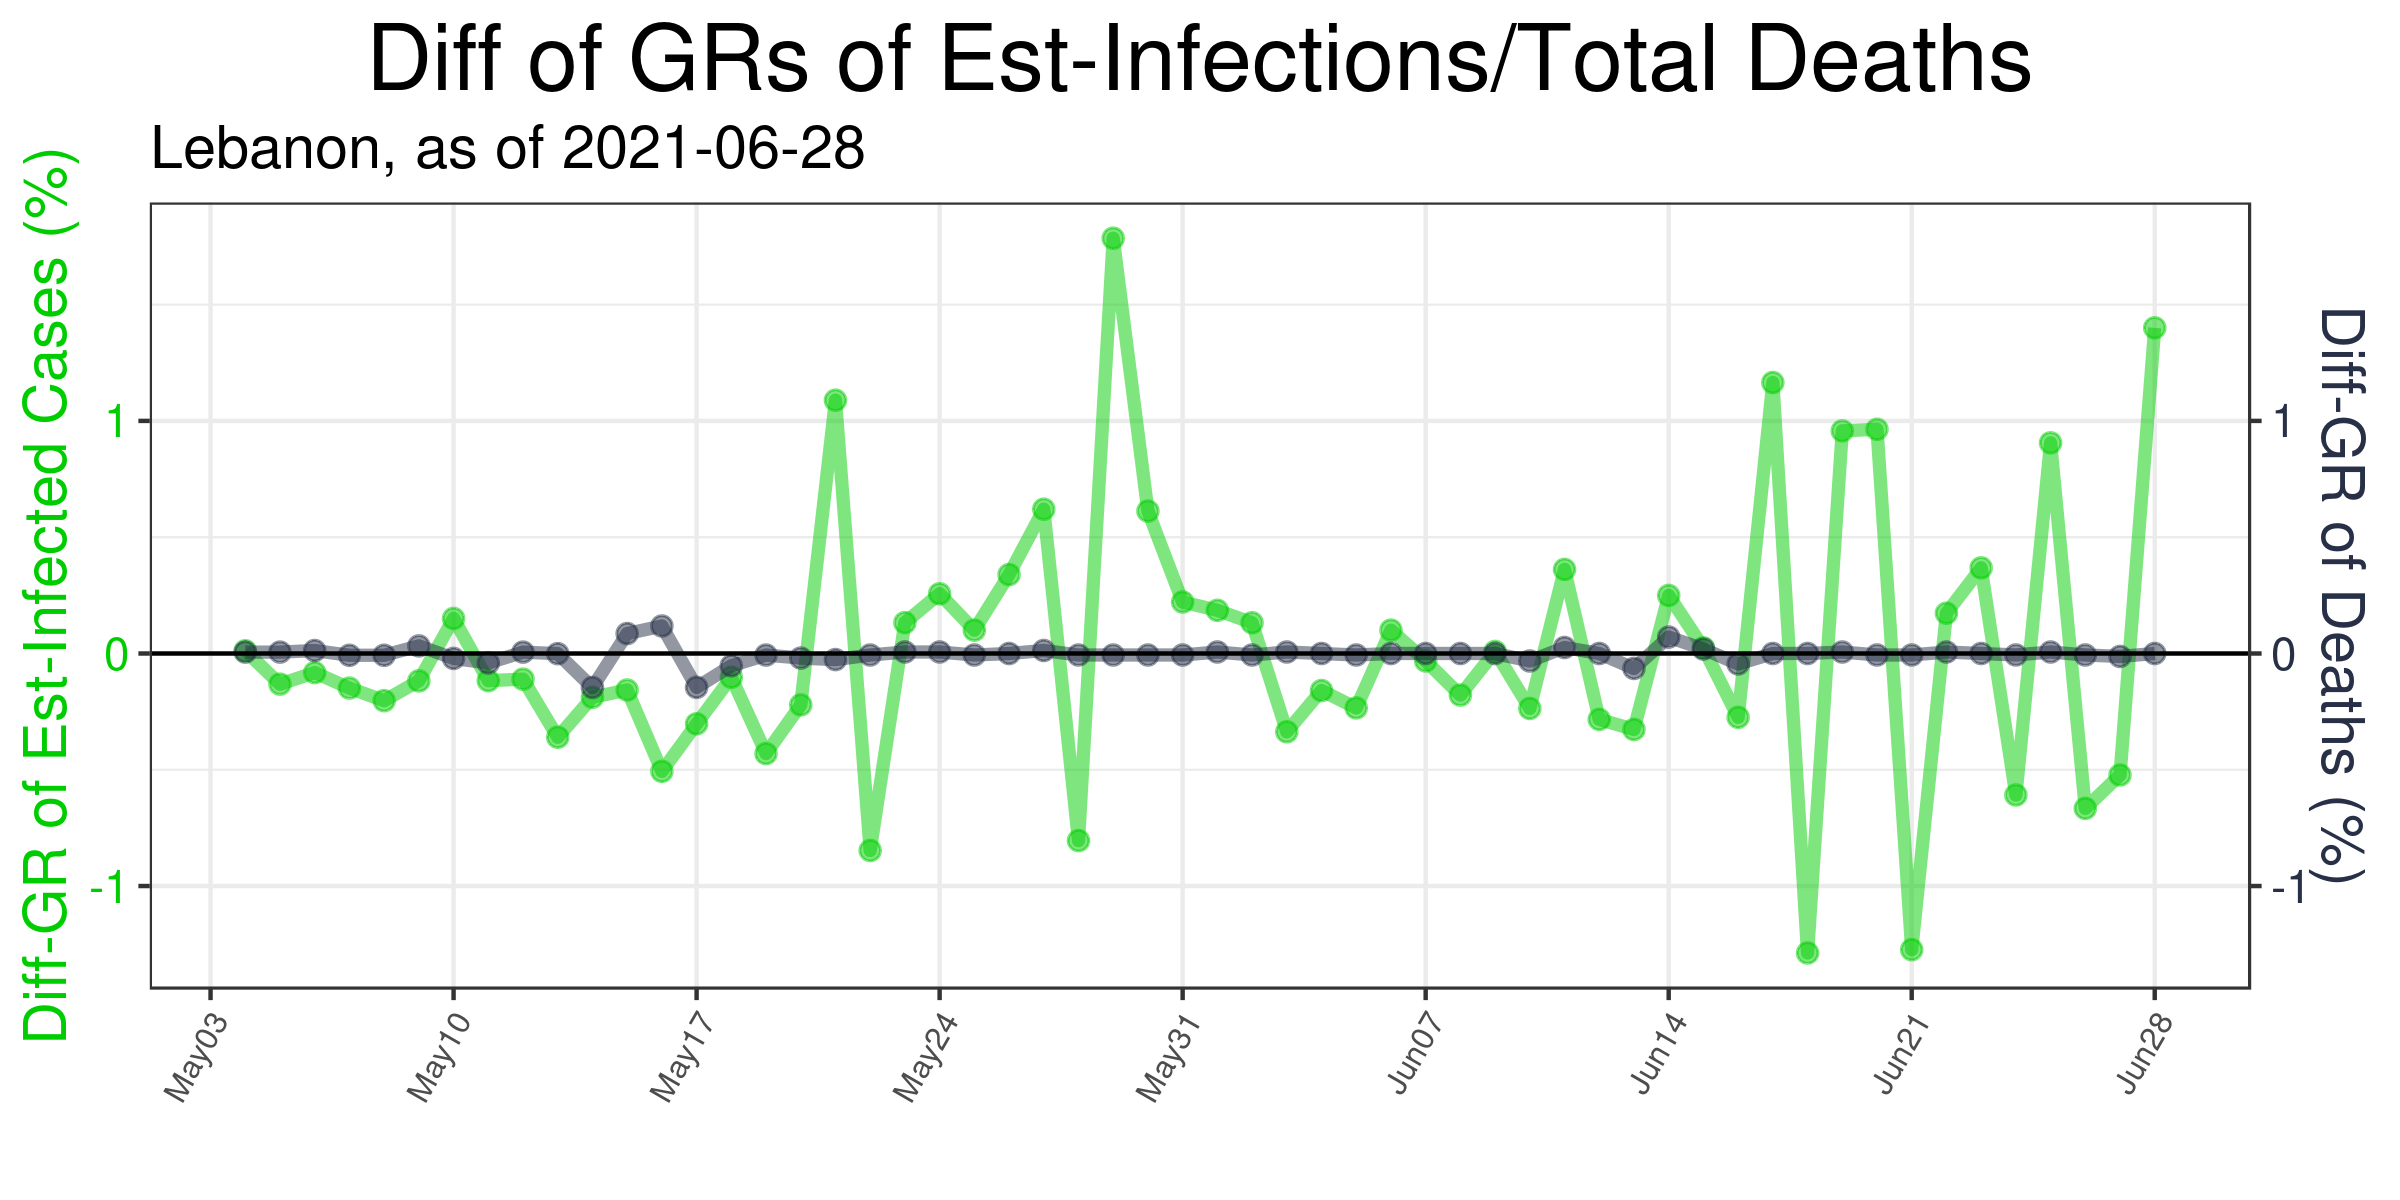 Diff of GRs of Est-Infections/Total Deaths
Lebanon, as of 2021-06-28
Diff-GR of Est-Infected Cases (%)
1
0
-1
1
0
-1
Diff-GR of Deaths (%)
May03
May10
May17
May24
May31
Jun07
Jun14
Jun21
Jun28